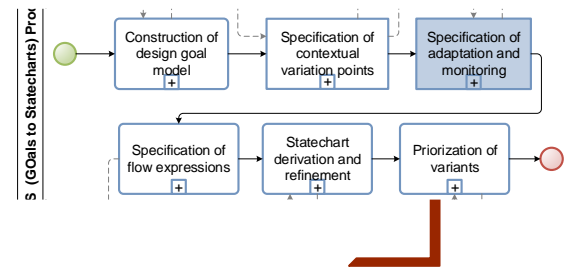 S (GOals to Statecharts) Pro
Construction of
design goal
model
Specification of
contextual
variation points
Specification of
adaptation and
monitoring
Specification of
flow expressions
Statechart
derivation and
refinement
Priorization of
variants